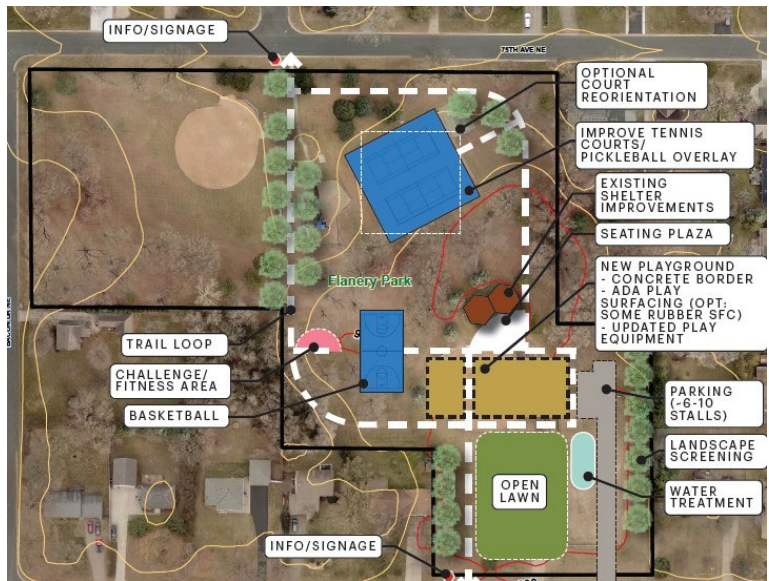 INFO/SIGNAGE
75TH AVE NE
OPTIONAL
COURT
REORIENTATION
IMPROVE TENNIS
COURTS/
PICKLEBALL OVERLAY
EXISTING
SHELTER
IMPROVEMENTS
SEATING PLAZA
Flanery Park
NEW PLAYGROUND
- CONCRETE BORDER
- ADA PLAY
SURFACING (OPT:
SOME RUBBER SFC)
- UPDATED PLAY
EQUIPMENT
TRAIL LOOP
CHALLENGE/
FITNESS AREA
BASKETBALL
PARKING
(~6-10
STALLS)
LANDSCAPE
SCREENING
OPEN
LAWN
WATER
TREATMENT
INFO/SIGNAGE